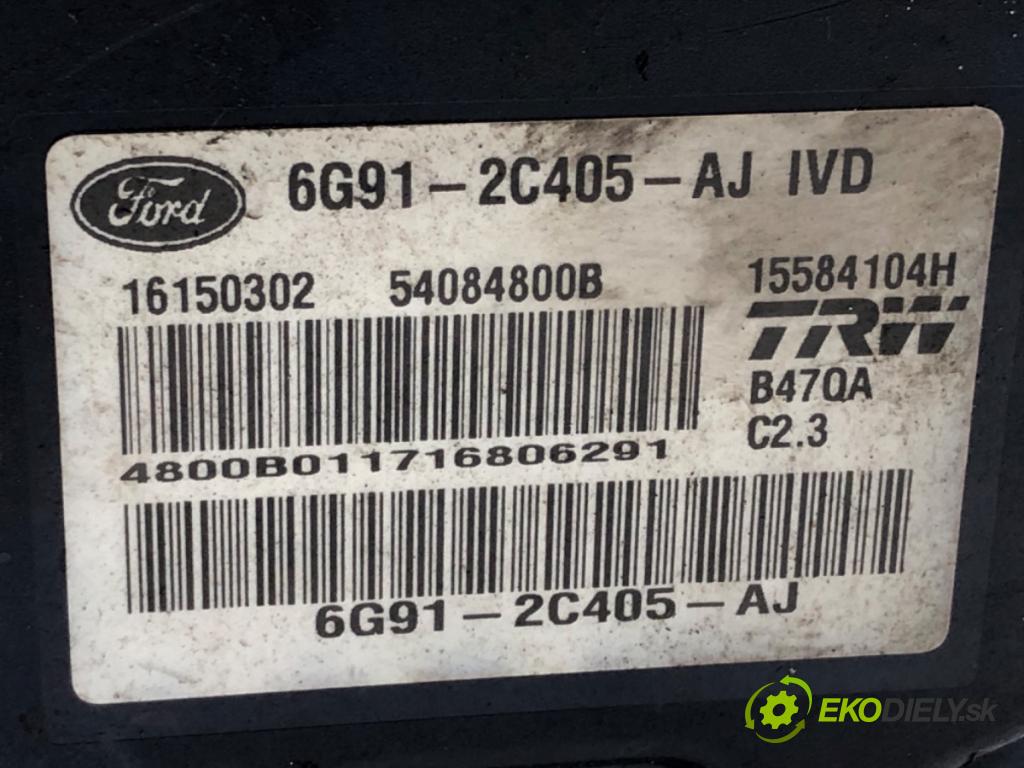 Ford 6G91-2C405-AJ IVD
16150302 54084800B 15584104H
TRW
B47QA
C2.3
4800B011716806291
6G91-2C405-AJ
EKODIELY.sk